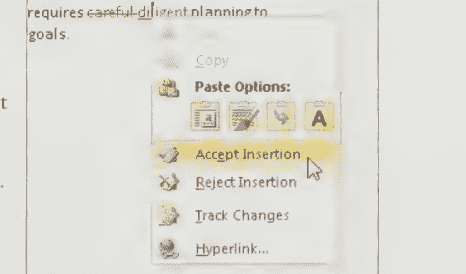 requires careful diligent planning to
goals.
t
Copy
Paste Options:
A
Accept Insertion
.
Reject Insertion
Track Changes
Hyperlink...